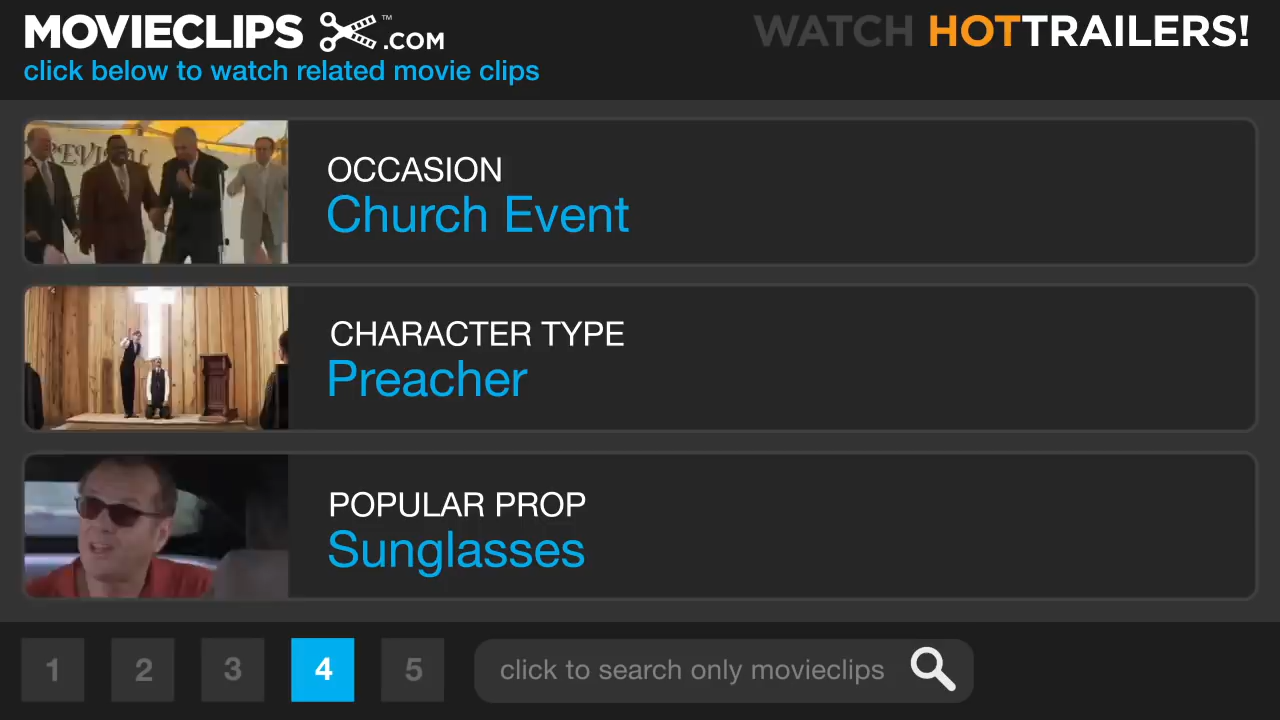 MOVIECLIPS ™ .COM
WATCH HOTTRAILERS!
click below to watch related movie clips
REVIVAL
OCCASION
Church Event
CHARACTER TYPE
Preacher
POPULAR PROP
Sunglasses
1 2 3 4 5
click to search only movieclips